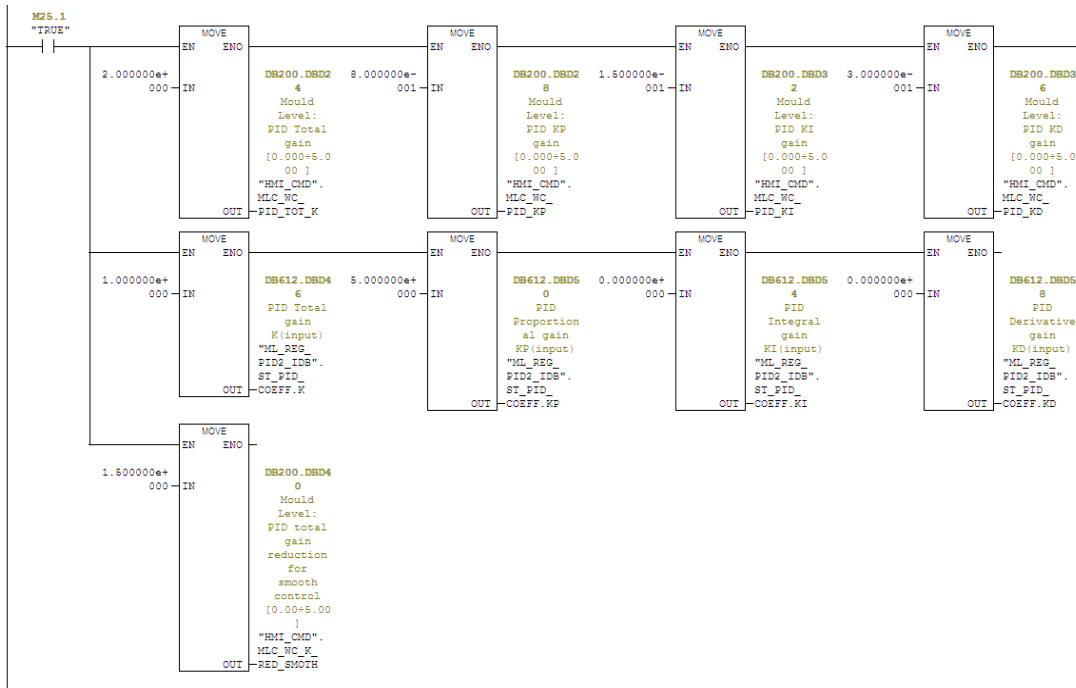 M25.1
"TRUE"
MOVE
EN ENO
2.000000e+
000
IN
DB200.DBD2
4
Mould
Level:
PID Total
gain
[0.000÷5.0
00 ]
"HMI_CMD".
MLC_WC_
OUT PID_TOT_K
MOVE
EN ENO
8.000000e-
001
IN
DB200.DBD2
8
Mould
Level:
PID KP
gain
[0.000÷5.0
00 ]
"HMI_CMD".
MLC_WC_
OUT PID_KP
MOVE
EN ENO
1.500000e-
001
IN
DB200.DBD3
2
Mould
Level:
PID KI
gain
[0.000÷5.0
00 ]
"HMI_CMD".
MLC_WC_
OUT PID_KI
MOVE
EN ENO
3.000000e-
001
IN
DB200.DBD3
6
Mould
Level:
PID KD
gain
[0.000÷5.0
00 ]
"HMI_CMD".
MLC_WC_
OUT PID_KD
MOVE
EN ENO
1.000000e+
000
IN
DB612.DBD4
6
PID Total
gain
K(input)
"ML_REG_
PID2_IDB".
ST_PID_
OUT COEFF.K
MOVE
EN ENO
5.000000e+
000
IN
DB612.DBD5
0
PID
Proportion
al gain
KP(input)
"ML_REG_
PID2_IDB".
ST_PID_
OUT COEFF.KP
MOVE
EN ENO
0.000000e+
000
IN
DB612.DBD5
4
PID
Integral
gain
KI(input)
"ML_REG_
PID2_IDB".
ST_PID_
OUT COEFF.KI
MOVE
EN ENO
0.000000e+
000
IN
DB612.DBD5
8
PID
Derivative
gain
KD(input)
"ML_REG_
PID2_IDB".
ST_PID_
OUT COEFF.KD
MOVE
EN ENO
1.500000e+
000
IN
DB200.DBD4
0
Mould
Level:
PID total
gain
reduction
for
smooth
control
[0.00÷5.00
]
"HMI_CMD".
MLC_WC_K_
OUT RED_SMOTH